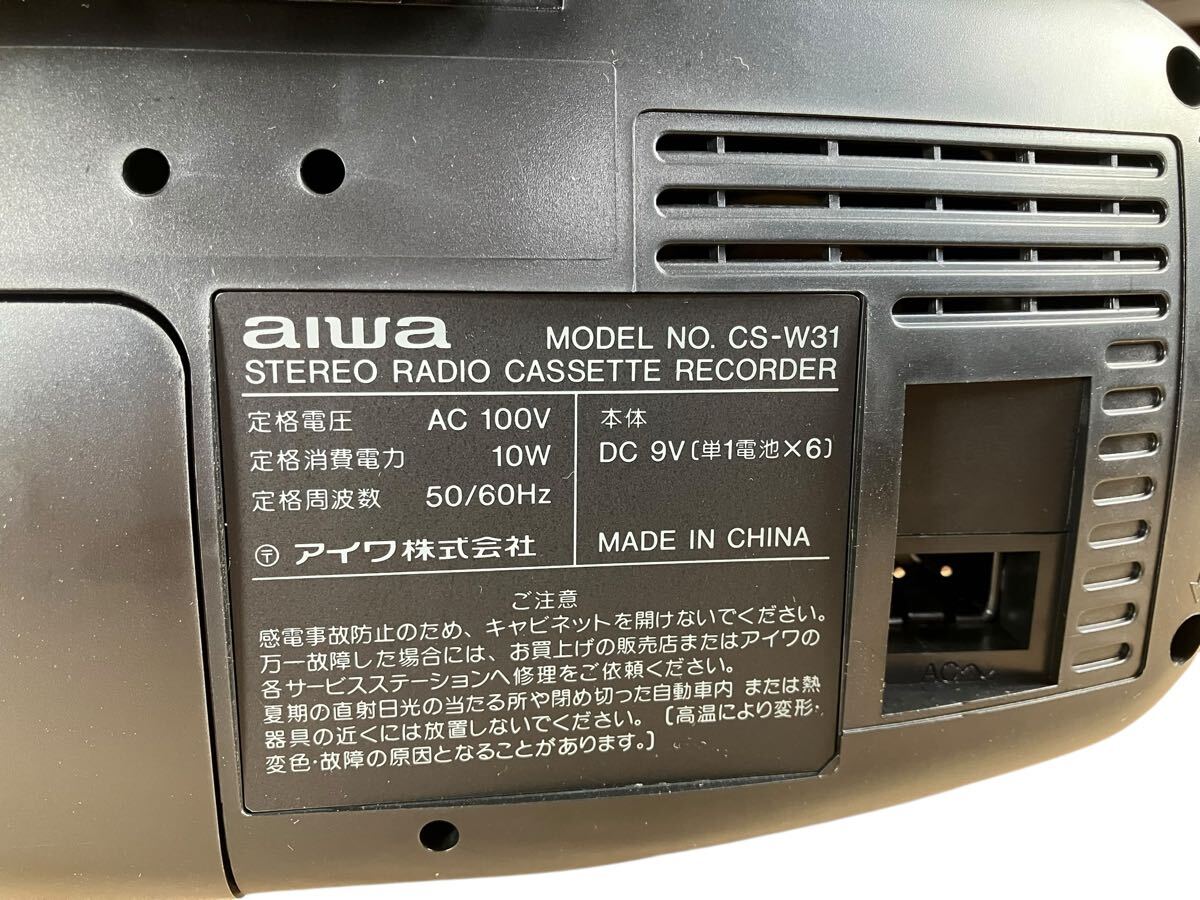 aiwa MODEL NO. CS-W31
STEREO RADIO CASSETTE RECORDER
定格電圧 AC 100V
定格消費電力 10W
定格周波数 50/60Hz
〒 アイワ株式会社
本体
DC 9V〔単1電池×6〕
MADE IN CHINA
ご注意
感電事故防止のため、キャビネットを開けないでください。
万一故障した場合には、お買上げの販売店またはアイワの
各サービスステーションへ修理をご依頼ください。
夏期の直射日光の当たる所や閉め切った自動車内 または熱
器具の近くには放置しないでください。〔高温により変形・
変色・故障の原因となることがあります。〕
AC~